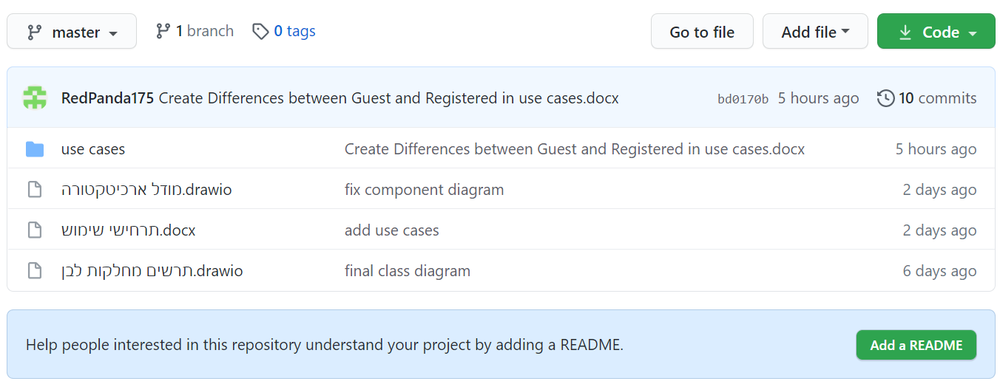 master 1 branch 0 tags Go to file Add file Code
RedPanda175 Create Differences between Guest and Registered in use cases.docx bd0170b 5 hours ago 10 commits
use cases Create Differences between Guest and Registered in use cases.docx 5 hours ago
מודל ארכיטקטורה.drawio fix component diagram 2 days ago
תרחישי שימוש.docx add use cases 2 days ago
תרשים מחלקות לבן.drawio final class diagram 6 days ago
Help people interested in this repository understand your project by adding a README. Add a README